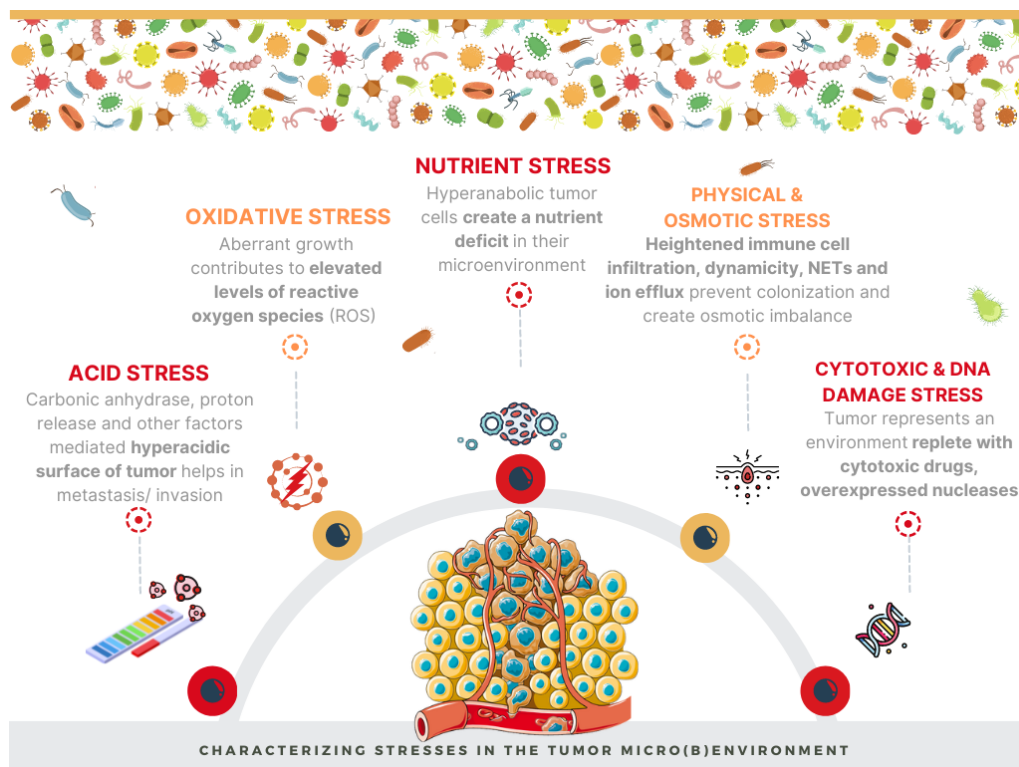 NUTRIENT STRESS
Hyperanabolic tumor
cells create a nutrient
deficit in their
microenvironment
PHYSICAL &
OSMOTIC STRESS
Heightened immune cell
infiltration, dynamicity, NETs and
ion efflux prevent colonization and
create osmotic imbalance
OXIDATIVE STRESS
Aberrant growth
contributes to elevated
levels of reactive
oxygen species (ROS)
ACID STRESS
Carbonic anhydrase, proton
release and other factors
mediated hyperacidic
surface of tumor helps in
metastasis/ invasion
CYTOTOXIC & DNA
DAMAGE STRESS
Tumor represents an
environment replete with
cytotoxic drugs,
overexpressed nucleases
CHARACTERIZING STRESSES IN THE TUMOR MICRO(B)ENVIRONMENT